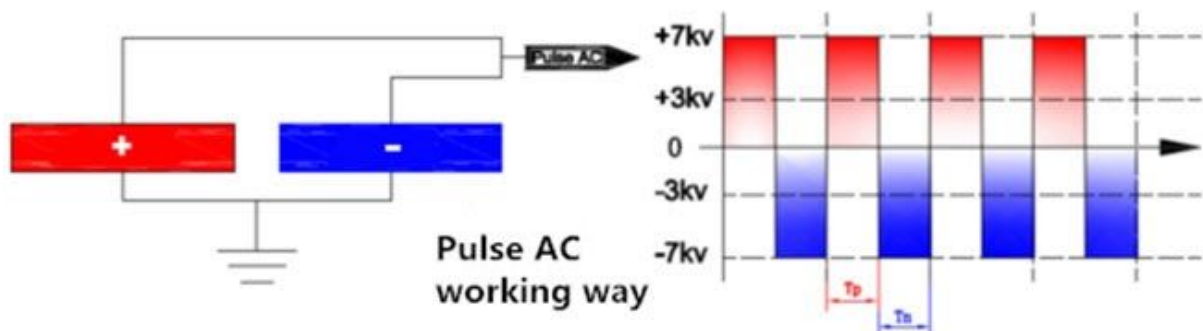 +
-
Pulse AC
Pulse AC
working way
+7kv
+3kv
0
-3kv
-7kv
Tp
Tn